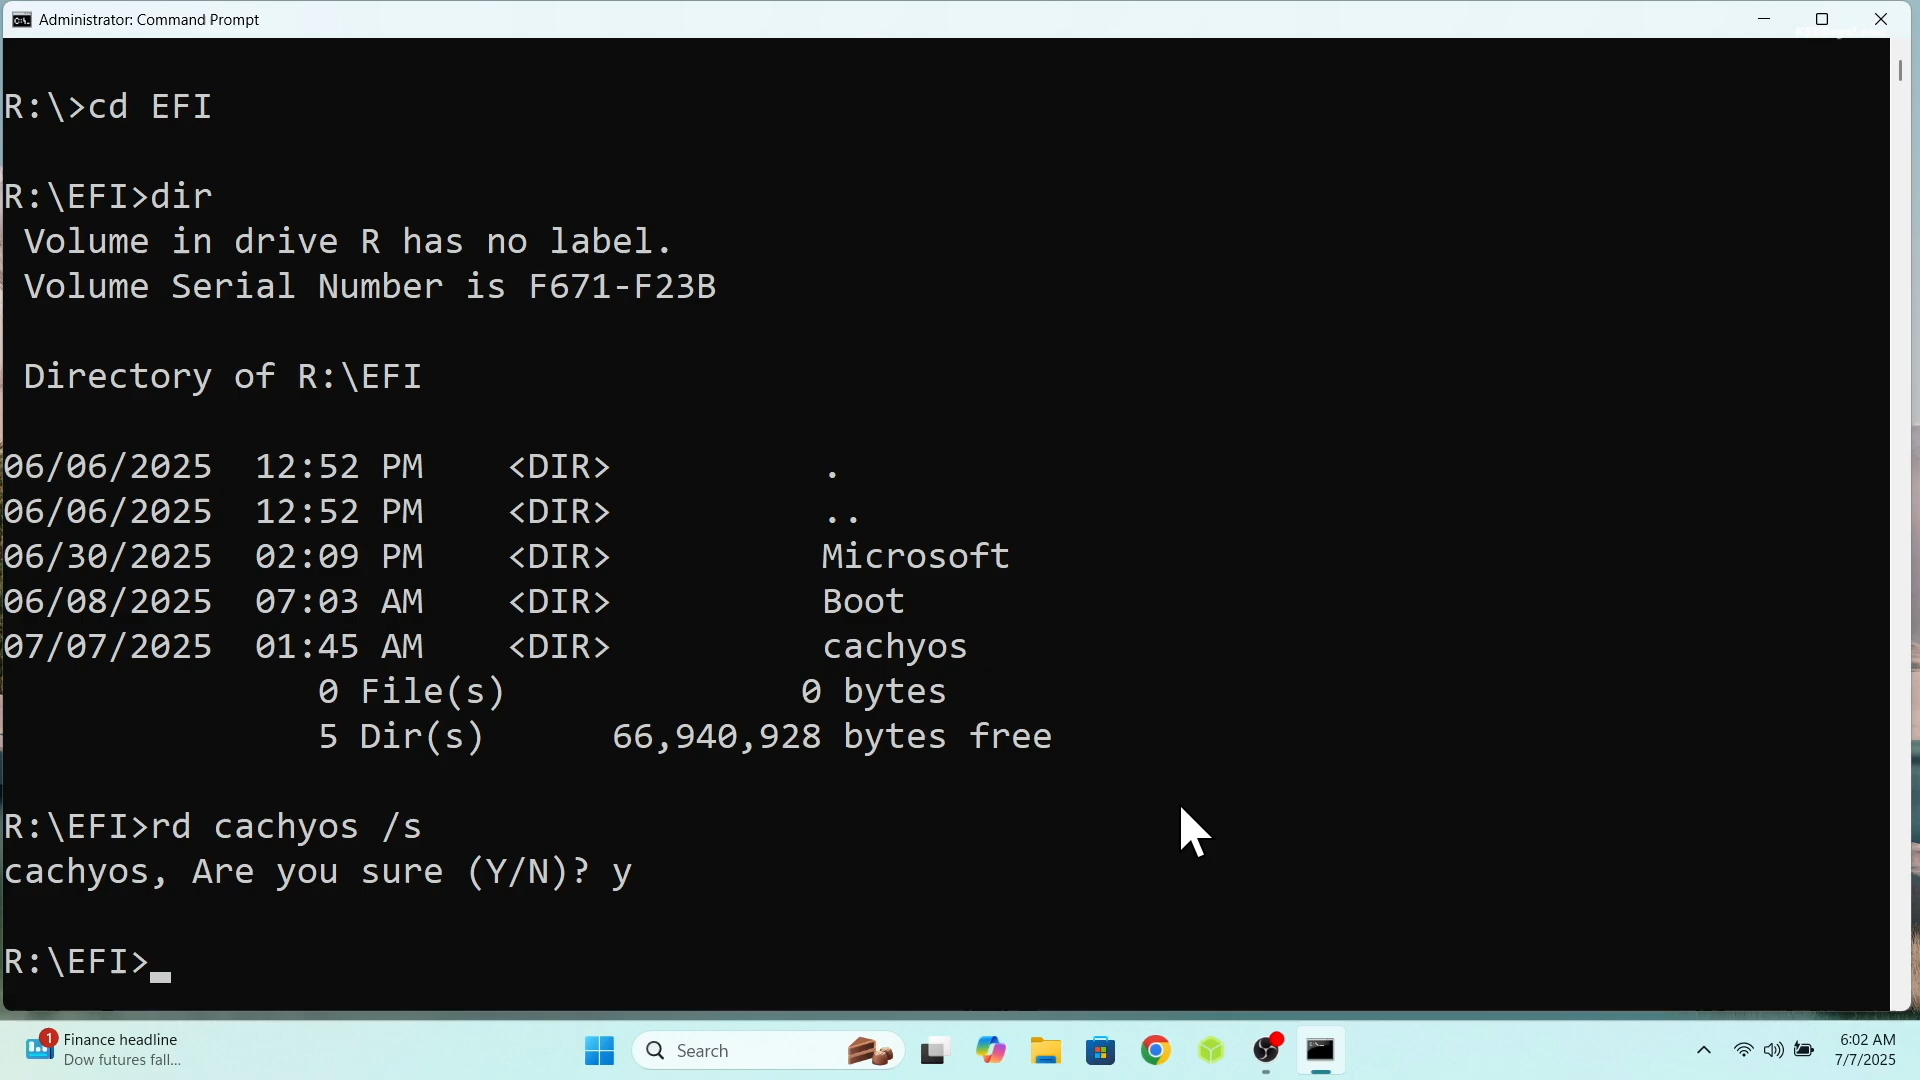 Administrator: Command Prompt
R:\>cd EFI
R:\EFI>dir
Volume in drive R has no label.
Volume Serial Number is F671-F23B
Directory of R:\EFI
06/06/2025  12:52 PM    <DIR>          .
06/06/2025  12:52 PM    <DIR>          ..
06/30/2025  02:09 PM    <DIR>          Microsoft
06/08/2025  07:03 AM    <DIR>          Boot
07/07/2025  01:45 AM    <DIR>          cachyos
0 File(s)              0 bytes
5 Dir(s)      66,940,928 bytes free
R:\EFI>rd cachyos /s
cachyos, Are you sure (Y/N)? y
R:\EFI>
1
Finance headline
Dow futures fall...
Search
6:02 AM
7/7/2025